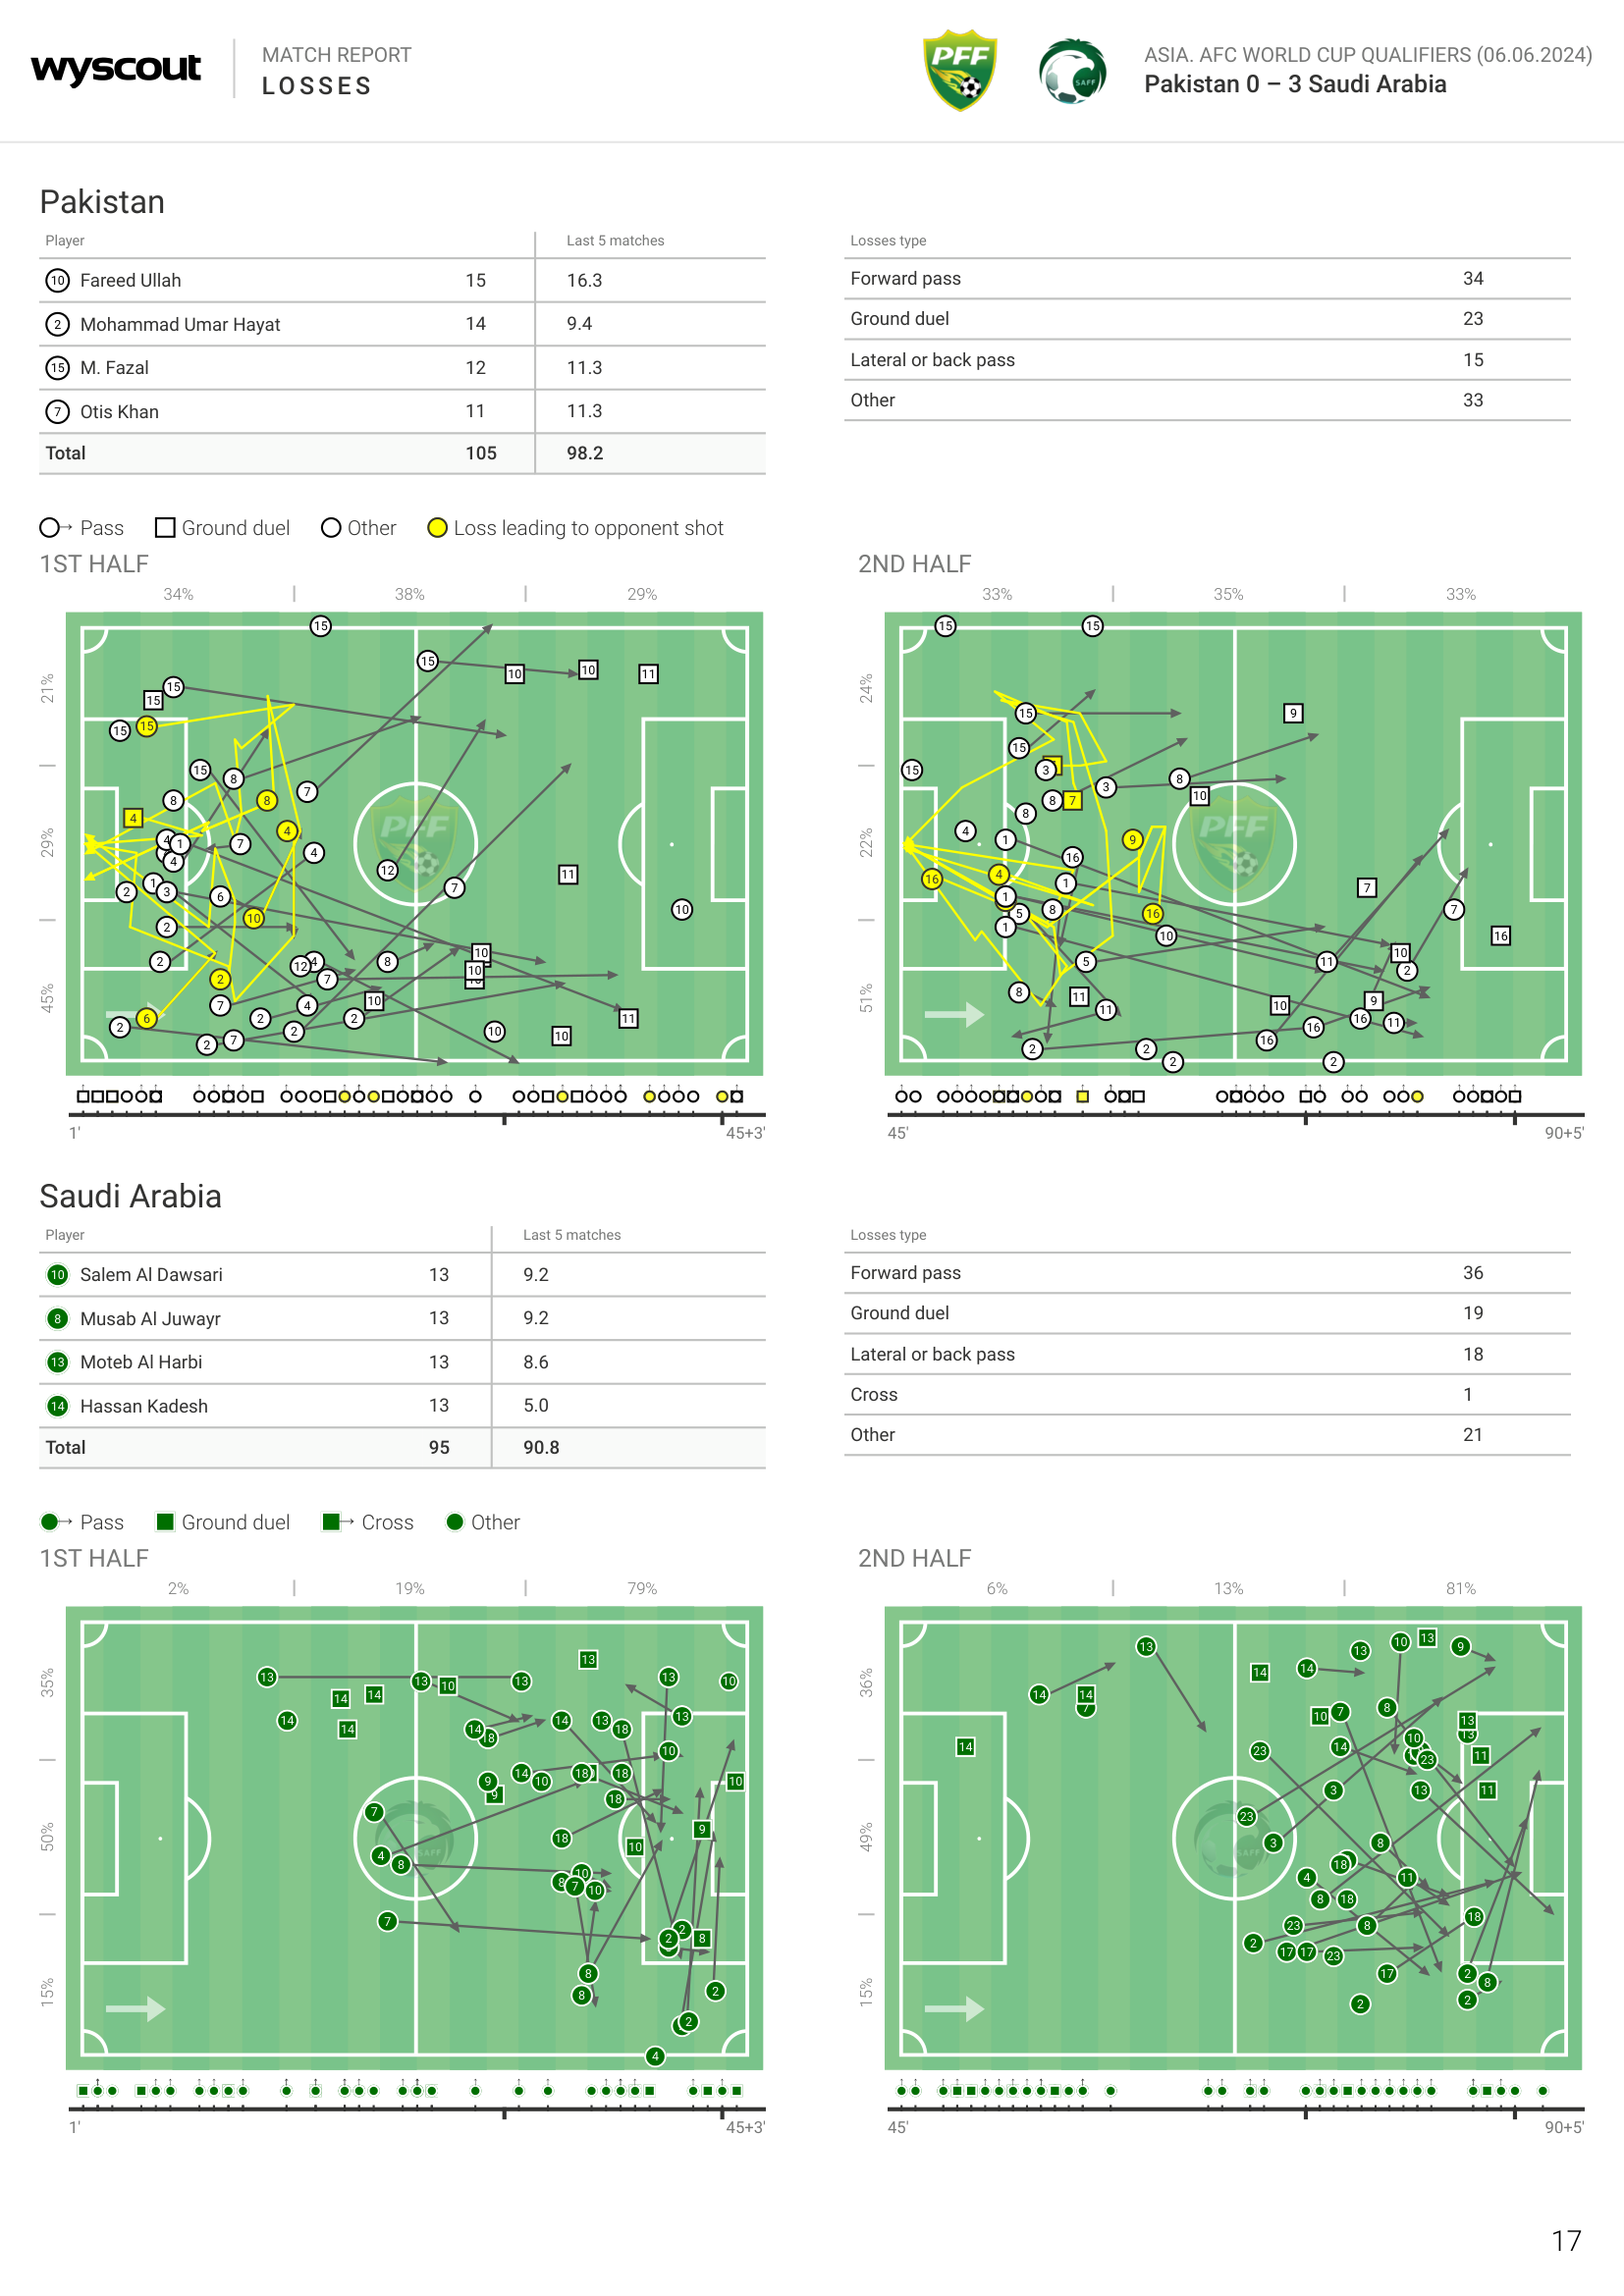 wyscout
MATCH REPORT
LOSSES
PFF
SAFF
ASIA. AFC WORLD CUP QUALIFIERS (06.06.2024)
Pakistan 0 – 3 Saudi Arabia
Pakistan
Player Last 5 matches
10 Fareed Ullah 15 16.3
2 Mohammad Umar Hayat 14 9.4
15 M. Fazal 12 11.3
7 Otis Khan 11 11.3
Total 105 98.2
Losses type
Forward pass 34
Ground duel 23
Lateral or back pass 15
Other 33
Pass Ground duel Other Loss leading to opponent shot
1ST HALF
34% 38% 29%
21%
29%
45%
1' 45+3'
2ND HALF
33% 35% 33%
24%
22%
51%
45' 90+5'
Saudi Arabia
Player Last 5 matches
10 Salem Al Dawsari 13 9.2
8 Musab Al Juwayr 13 9.2
13 Moteb Al Harbi 13 8.6
14 Hassan Kadesh 13 5.0
Total 95 90.8
Losses type
Forward pass 36
Ground duel 19
Lateral or back pass 18
Cross 1
Other 21
Pass Ground duel Cross Other
1ST HALF
2% 19% 79%
35%
50%
15%
1' 45+3'
2ND HALF
6% 13% 81%
36%
49%
15%
45' 90+5'
17